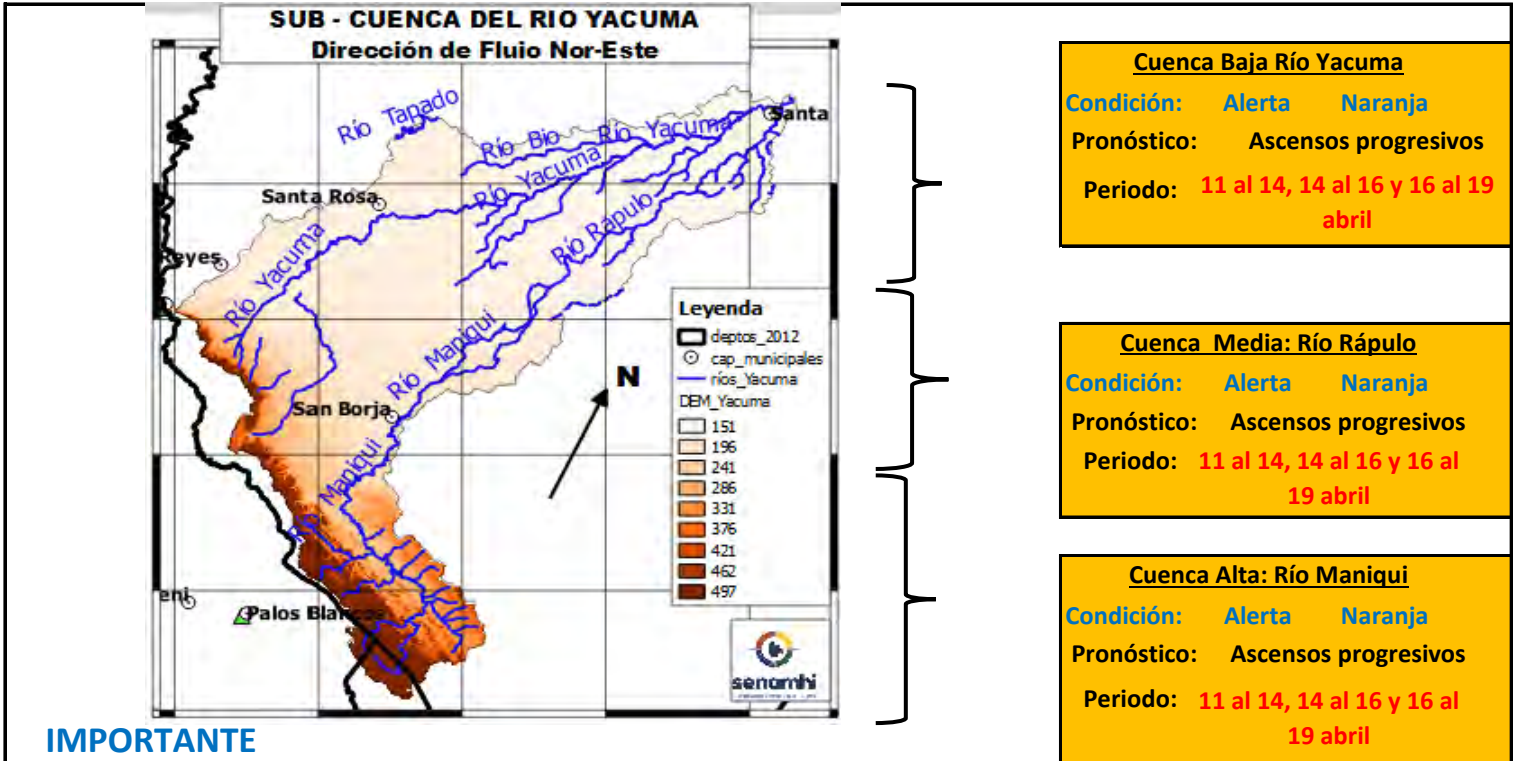 SUB - CUENCA DEL RIO YACUMA
Dirección de Flujo Nor-Este
Río Tapado
Río Bio
Río Yacuma
Santa
Río Yacuma
Santa Rosa
Río Rápulo
Reyes
Río Yacuma
Río Maniqui
San Borja
Río Maniqui
eni
Palos Blancos
N
Leyenda
deptos_2012
cap_municipales
ríos_Yacuma
DEM_Yacuma
151
196
241
286
331
376
421
462
497
senamhi
Cuenca Baja Río Yacuma
Condición: Alerta Naranja
Pronóstico: Ascensos progresivos
Periodo: 11 al 14, 14 al 16 y 16 al 19
abril
Cuenca Media: Río Rápulo
Condición: Alerta Naranja
Pronóstico: Ascensos progresivos
Periodo: 11 al 14, 14 al 16 y 16 al
19 abril
Cuenca Alta: Río Maniqui
Condición: Alerta Naranja
Pronóstico: Ascensos progresivos
Periodo: 11 al 14, 14 al 16 y 16 al
19 abril
IMPORTANTE